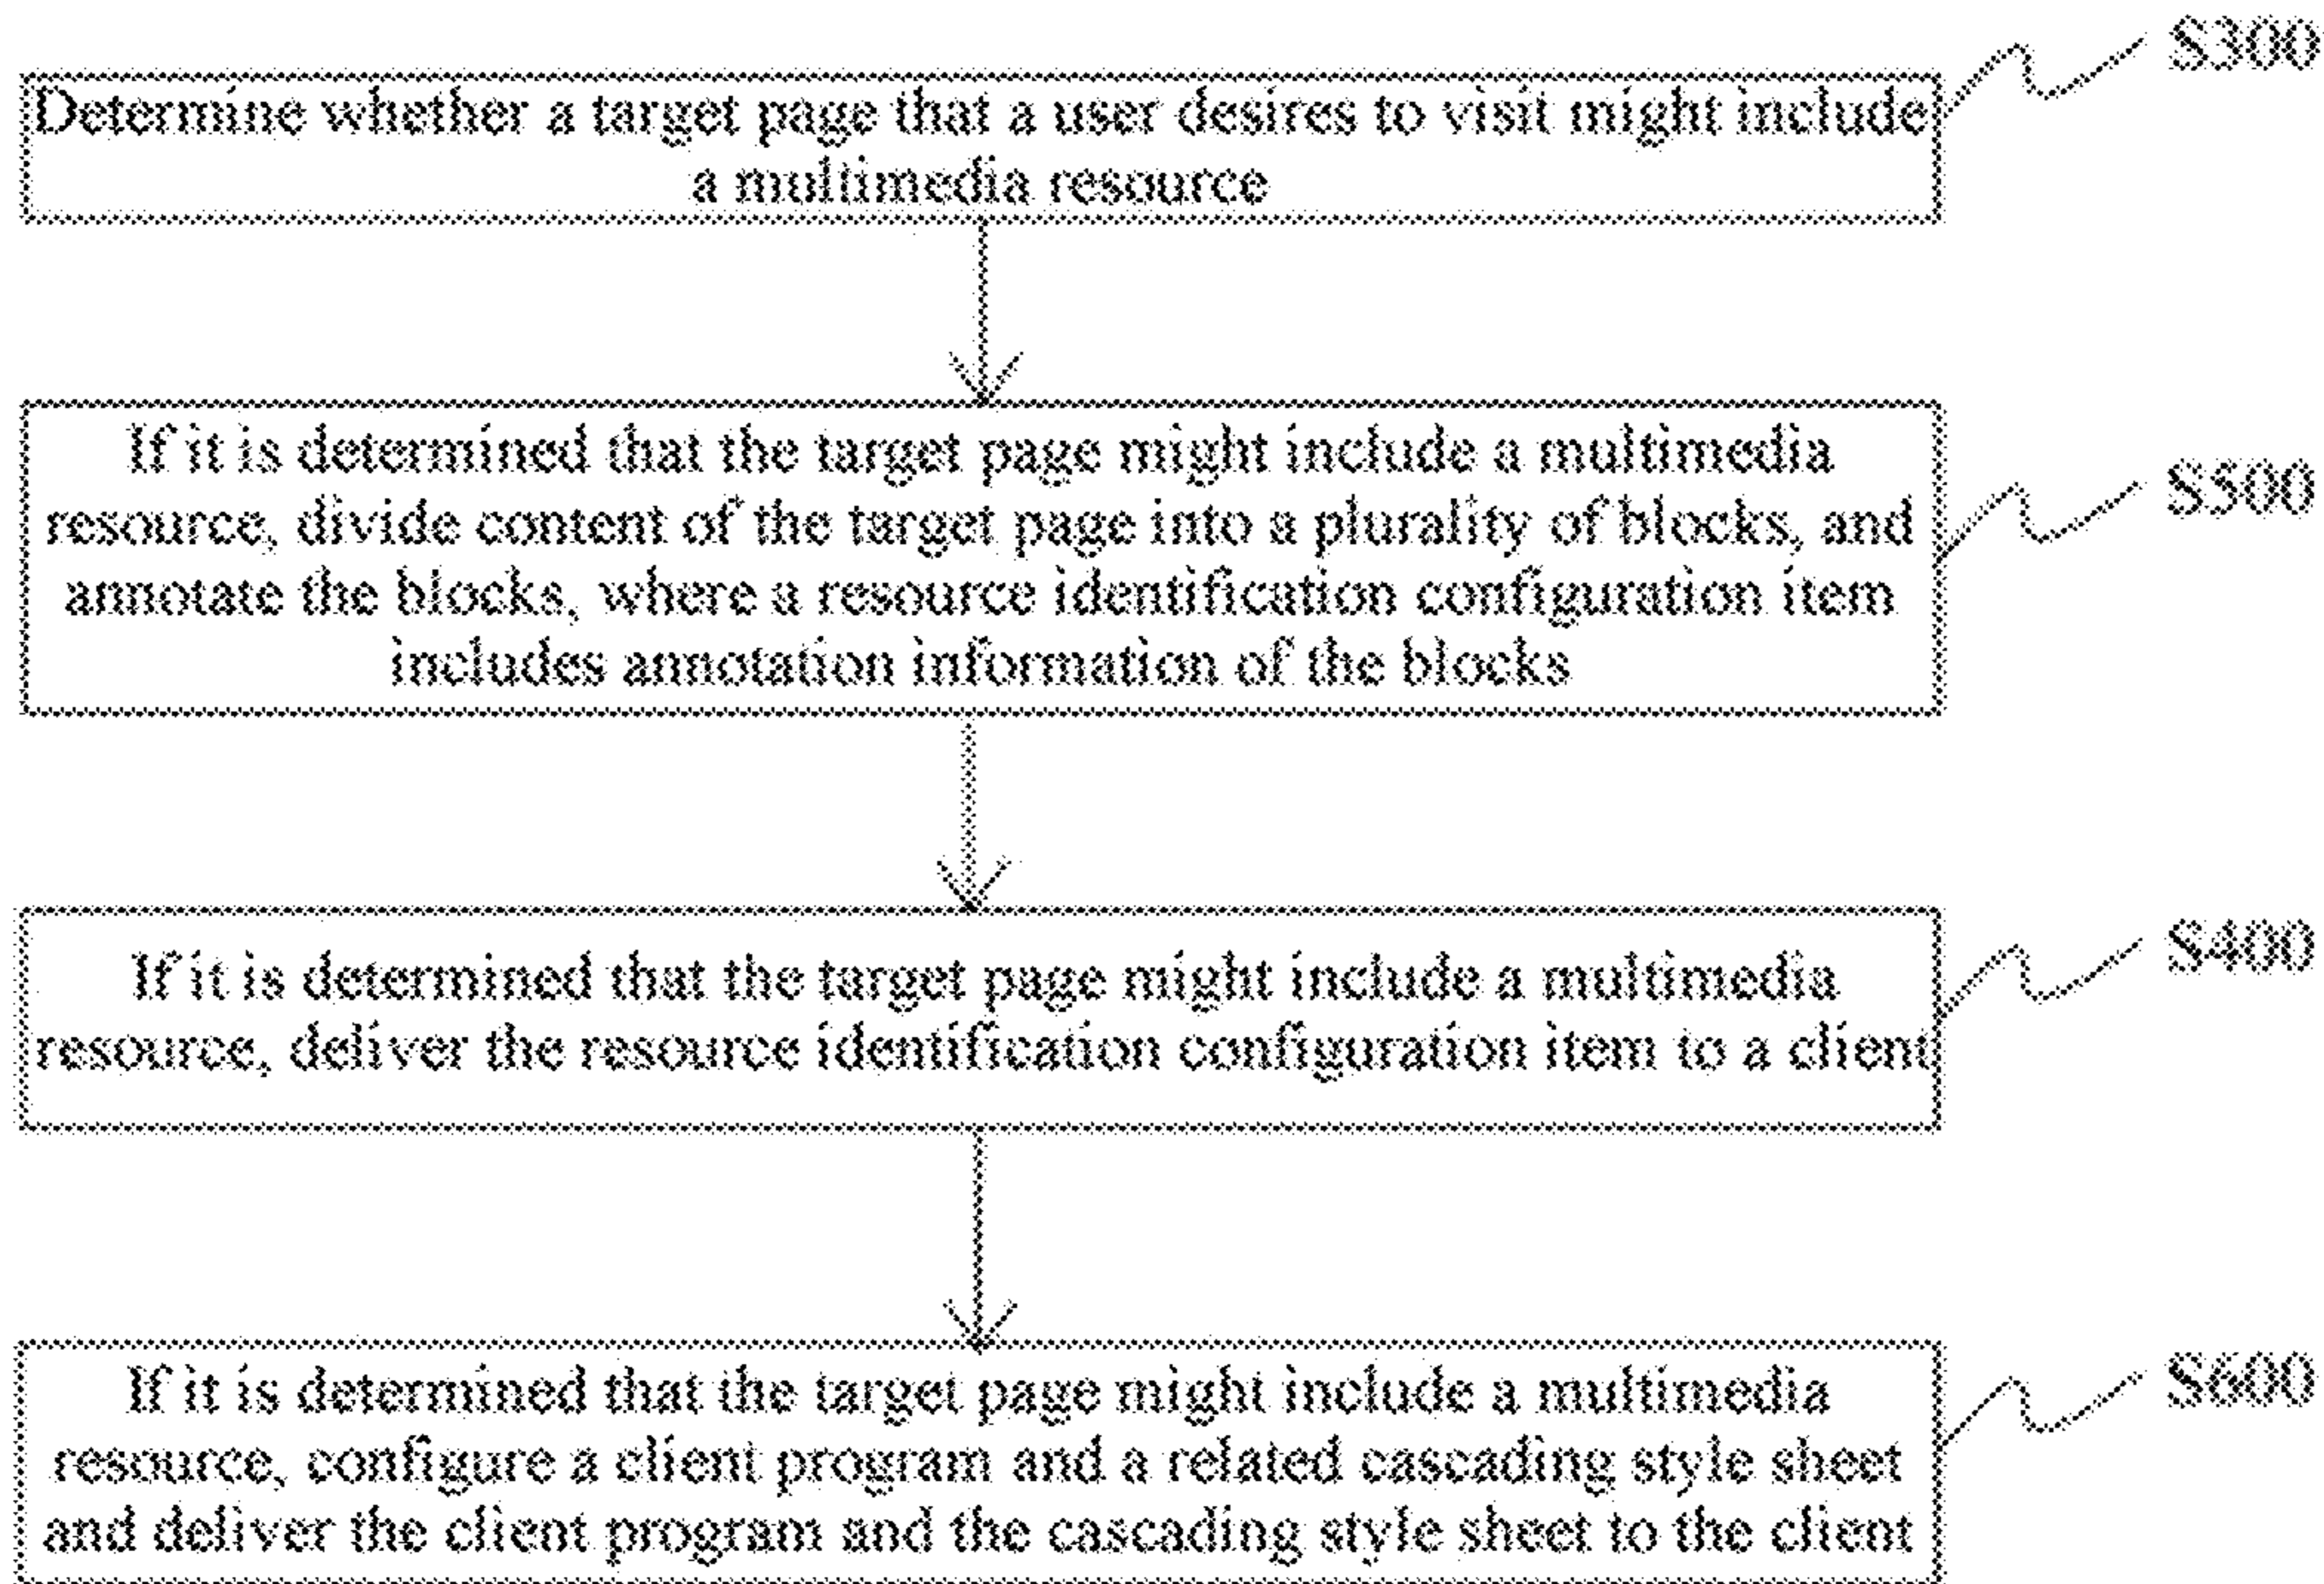 S300
Determine whether a target page that a user desires to visit might include
a multimedia resource
If it is determined that the target page might include a multimedia
resource, divide content of the target page into a plurality of blocks, and
annotate the blocks, where a resource identification configuration item
includes annotation information of the blocks
S500
If it is determined that the target page might include a multimedia
resource, deliver the resource identification configuration item to a client
S400
If it is determined that the target page might include a multimedia
resource, configure a client program and a related cascading style sheet
and deliver the client program and the cascading style sheet to the client
S600